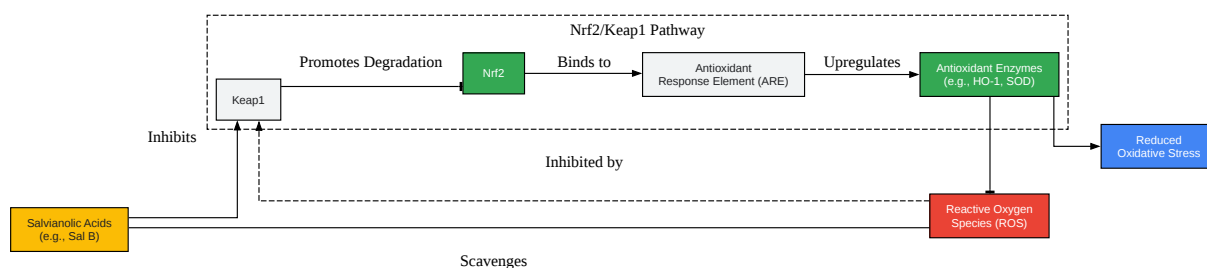 Nrf2/Keap1 Pathway
Promotes Degradation
Binds to
Upregulates
Keap1
Nrf2
Antioxidant
Response Element (ARE)
Antioxidant Enzymes
(e.g., HO-1, SOD)
Inhibits
Inhibited by
Reduced
Oxidative Stress
Salvianolic Acids
(e.g., Sal B)
Reactive Oxygen
Species (ROS)
Scavenges